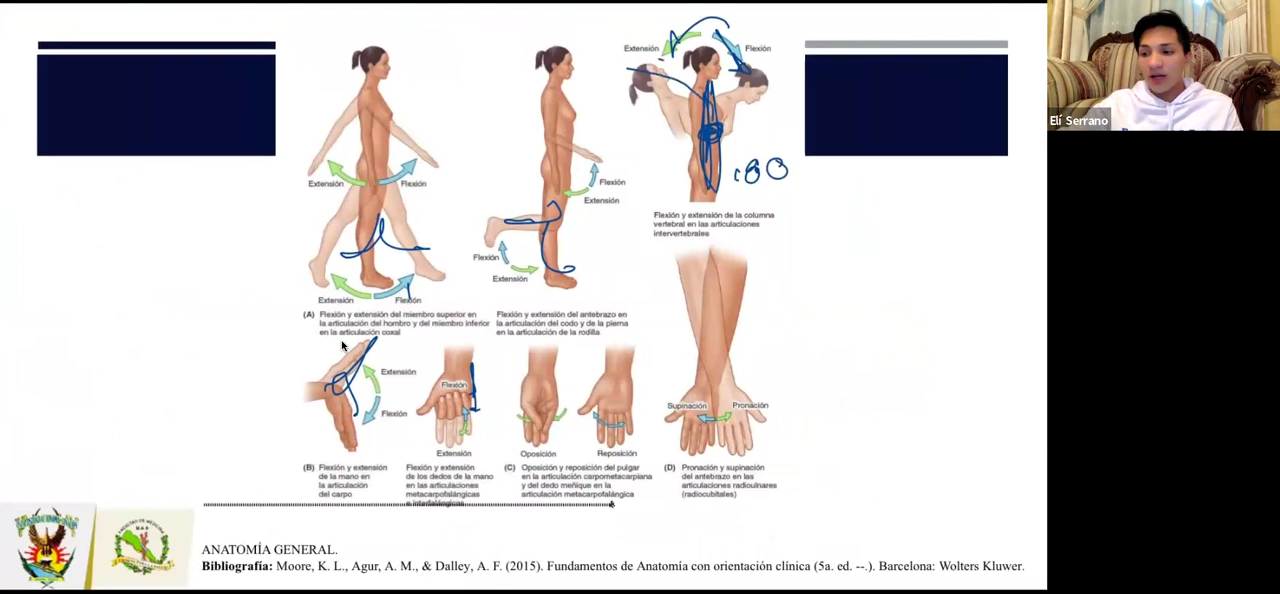 Extensión
Flexión
Elí Serrano
Extensión
Flexión
Flexión
Extensión
180
Flexión y extensión de la columna
vertebral en las articulaciones
intervertebrales
Flexión
Extensión
Extensión
Flexión
(A) Flexión y extensión del miembro superior en
la articulación del hombro y del miembro inferior
en la articulación coxal
Flexión y extensión del antebrazo en
la articulación del codo y de la pierna
en la articulación de la rodilla
Extensión
Flexión
Flexión
Extensión
Oposición
Reposición
Supinación
Pronación
(B) Flexión y extensión
de la mano en
la articulación
del carpo
Flexión y extensión
de los dedos de la mano
en las articulaciones
metacarpofalángicas
e interfalángicas
(C) Oposición y reposición del pulgar
en la articulación carpometacarpiana
y del dedo meñique en la
articulación metacarpofalángica
(D) Pronación y supinación
del antebrazo en las
articulaciones radioulnares
(radiocubitales)
ANATOMÍA GENERAL.
Bibliografía: Moore, K. L., Agur, A. M., & Dalley, A. F. (2015). Fundamentos de Anatomía con orientación clínica (5a. ed. --.). Barcelona: Wolters Kluwer.